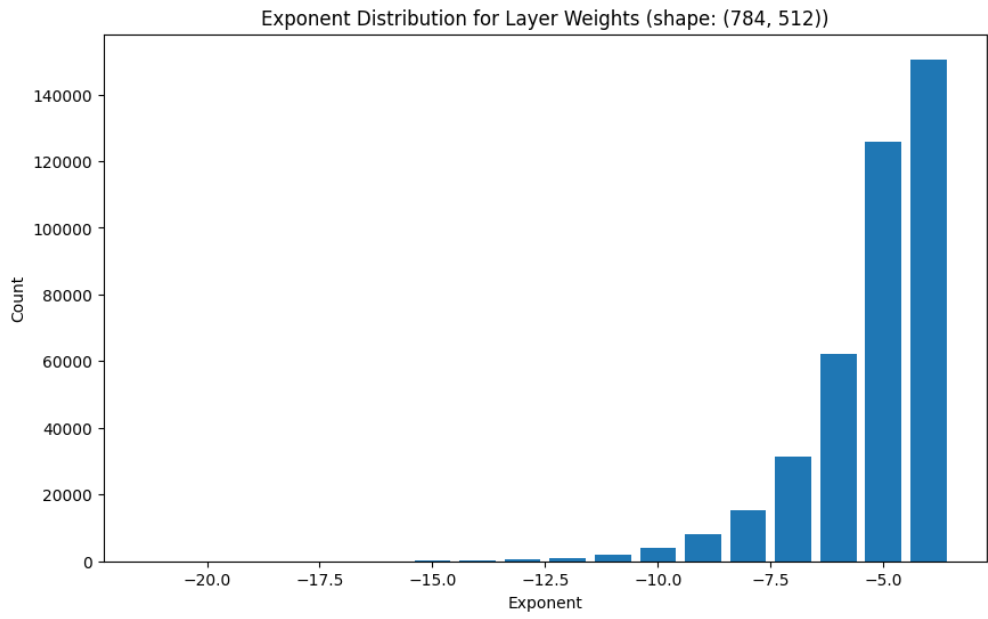 Exponent Distribution for Layer Weights (shape: (784, 512))
140000
120000
100000
80000
60000
40000
20000
0
Count
−20.0 −17.5 −15.0 −12.5 −10.0 −7.5 −5.0
Exponent